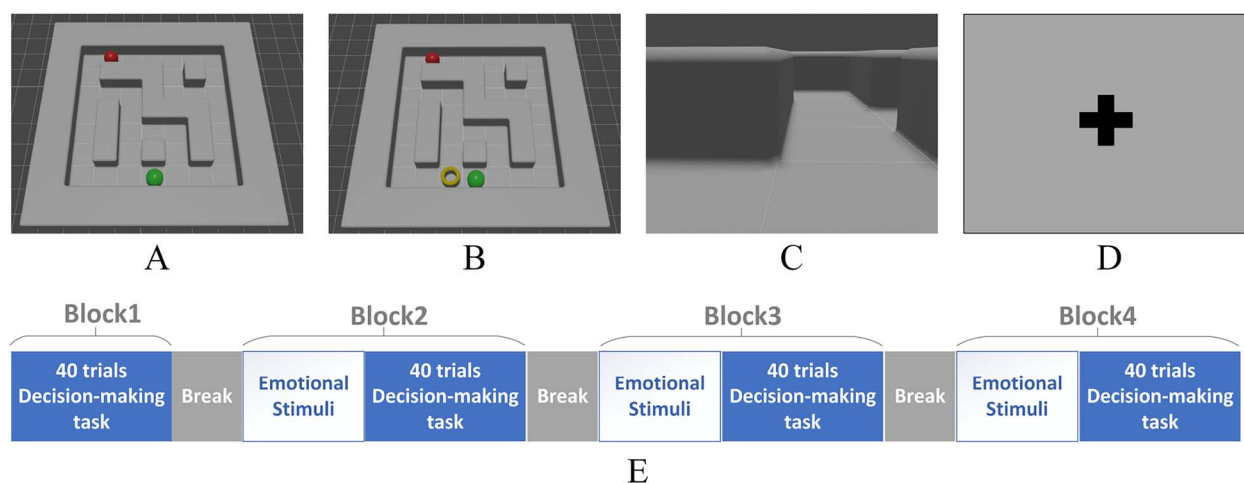 A
B
C
D
Block1
Block2
Block3
Block4
40 trials
Decision-making
task
Break
Emotional
Stimuli
40 trials
Decision-making
task
Break
Emotional
Stimuli
40 trials
Decision-making
task
Break
Emotional
Stimuli
40 trials
Decision-making
task
E